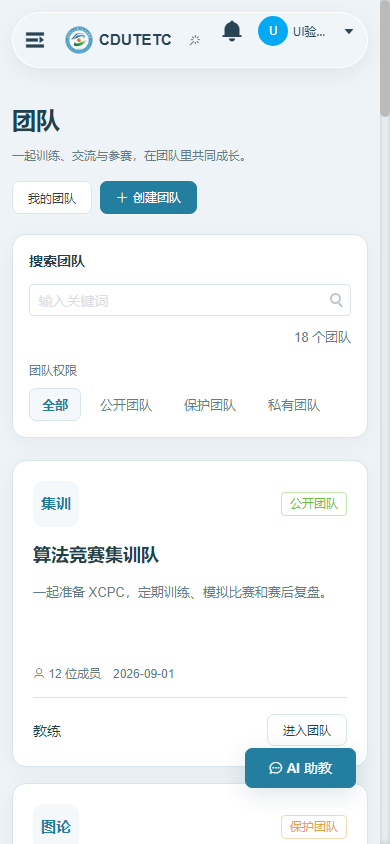 CDUTETC
U
UI验...
团队
一起训练、交流与参赛，在团队里共同成长。
我的团队
+ 创建团队
搜索团队
输入关键词
18 个团队
团队权限
全部
公开团队
保护团队
私有团队
集训
公开团队
算法竞赛集训队
一起准备 XCPC，定期训练、模拟比赛和赛后复盘。
12 位成员 2026-09-01
教练
进入团队
AI 助教
图论
保护团队